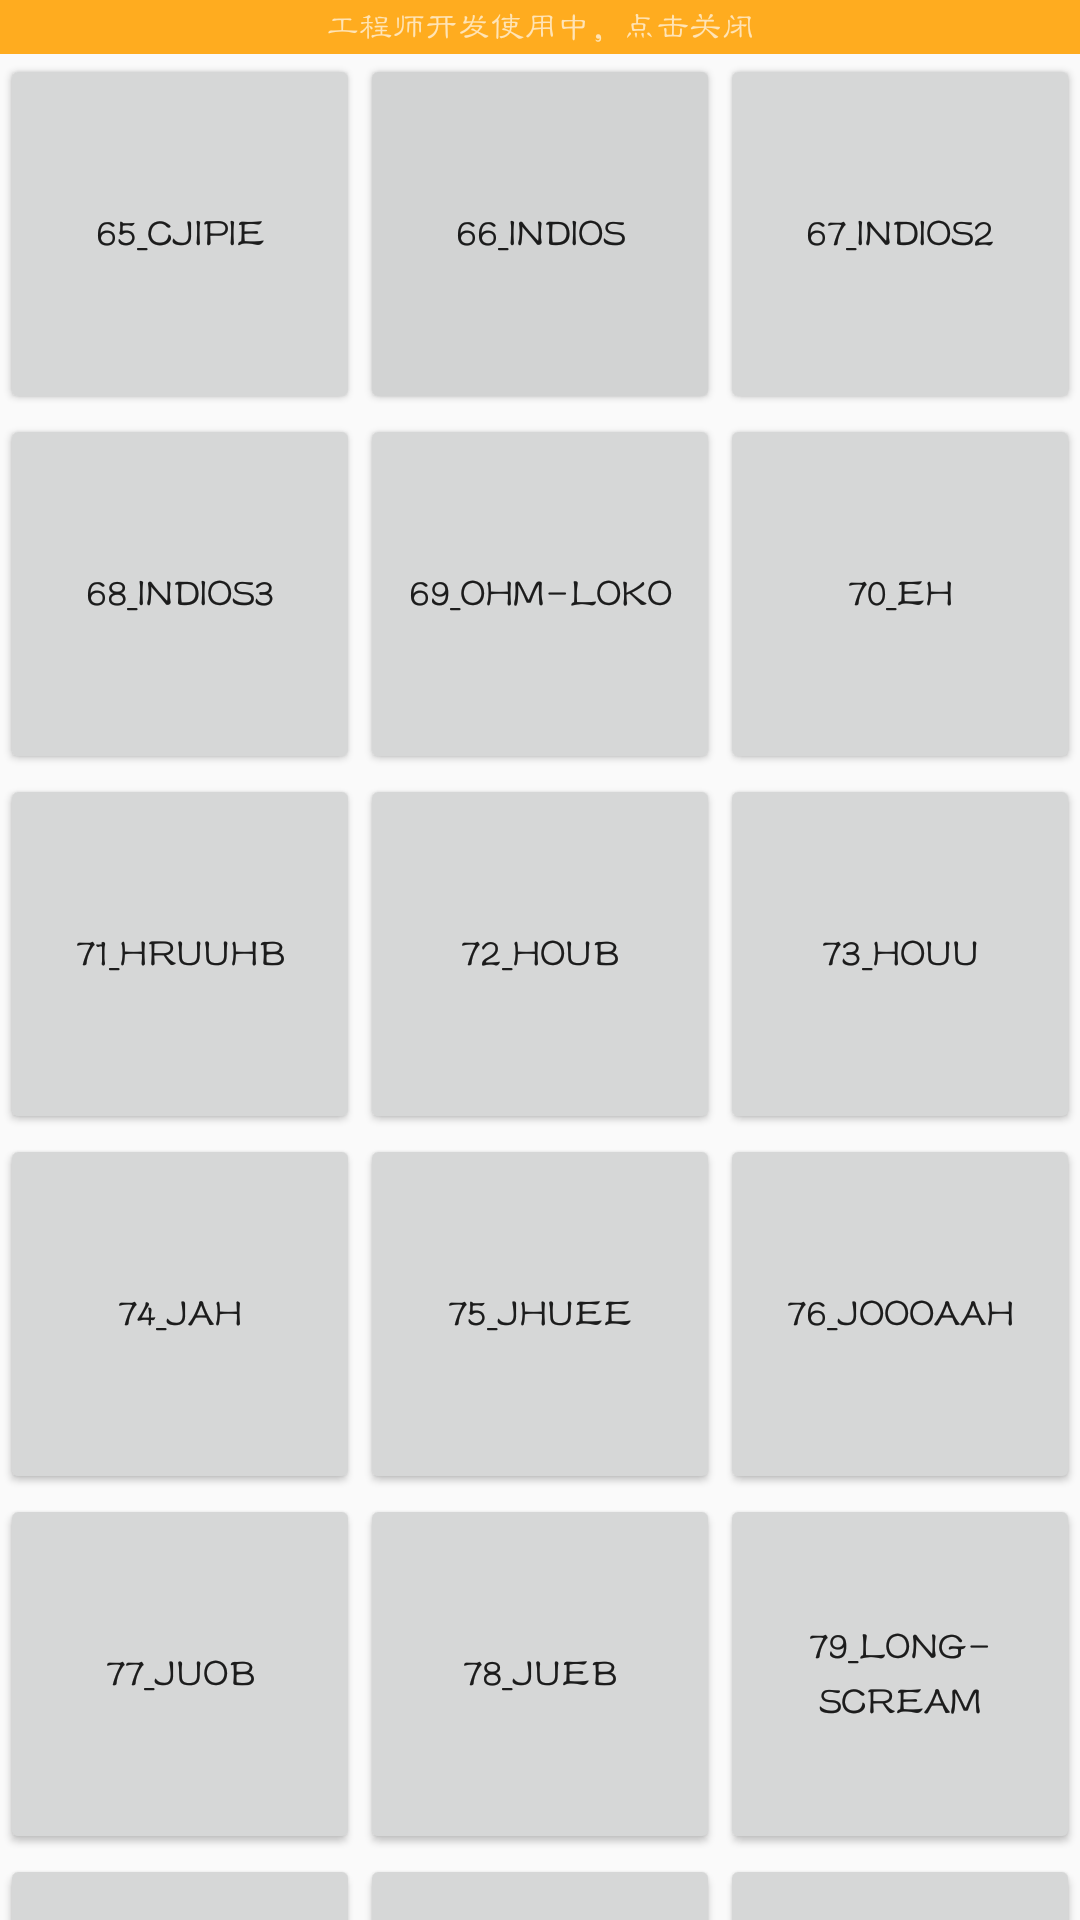 工程师开发使用中，点击关闭
65_CJIPIE
66_INDIOS
67_INDIOS2
68_INDIOS3
69_OHM-LOKO
70_EH
71_HRUUHB
72_HOUB
73_HOUU
74_JAH
75_JHUEE
76_JOOOAAH
77_JUOB
78_JUEB
79_LONG-
SCREAM